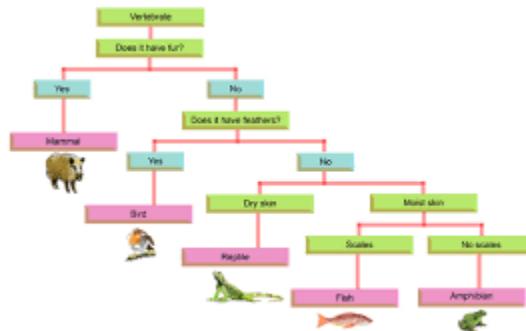 Vertebrate
Does it have fur?
Yes
No
Mammal
Does it have feathers?
Yes
No
Bird
Dry skin
Moist skin
Reptile
Scales
No scales
Fish
Amphibian